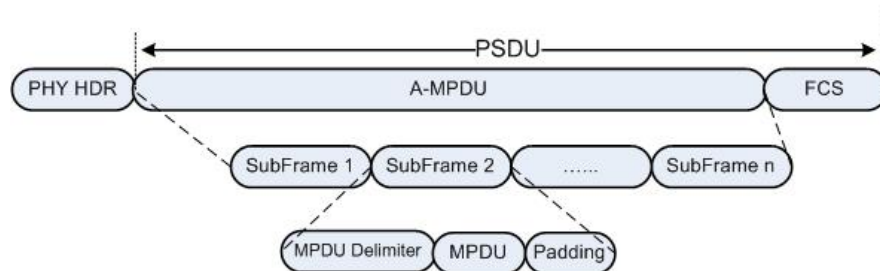 PSDU
PHY HDR A-MPDU FCS
SubFrame 1 SubFrame 2 ...... SubFrame n
MPDU Delimiter MPDU Padding